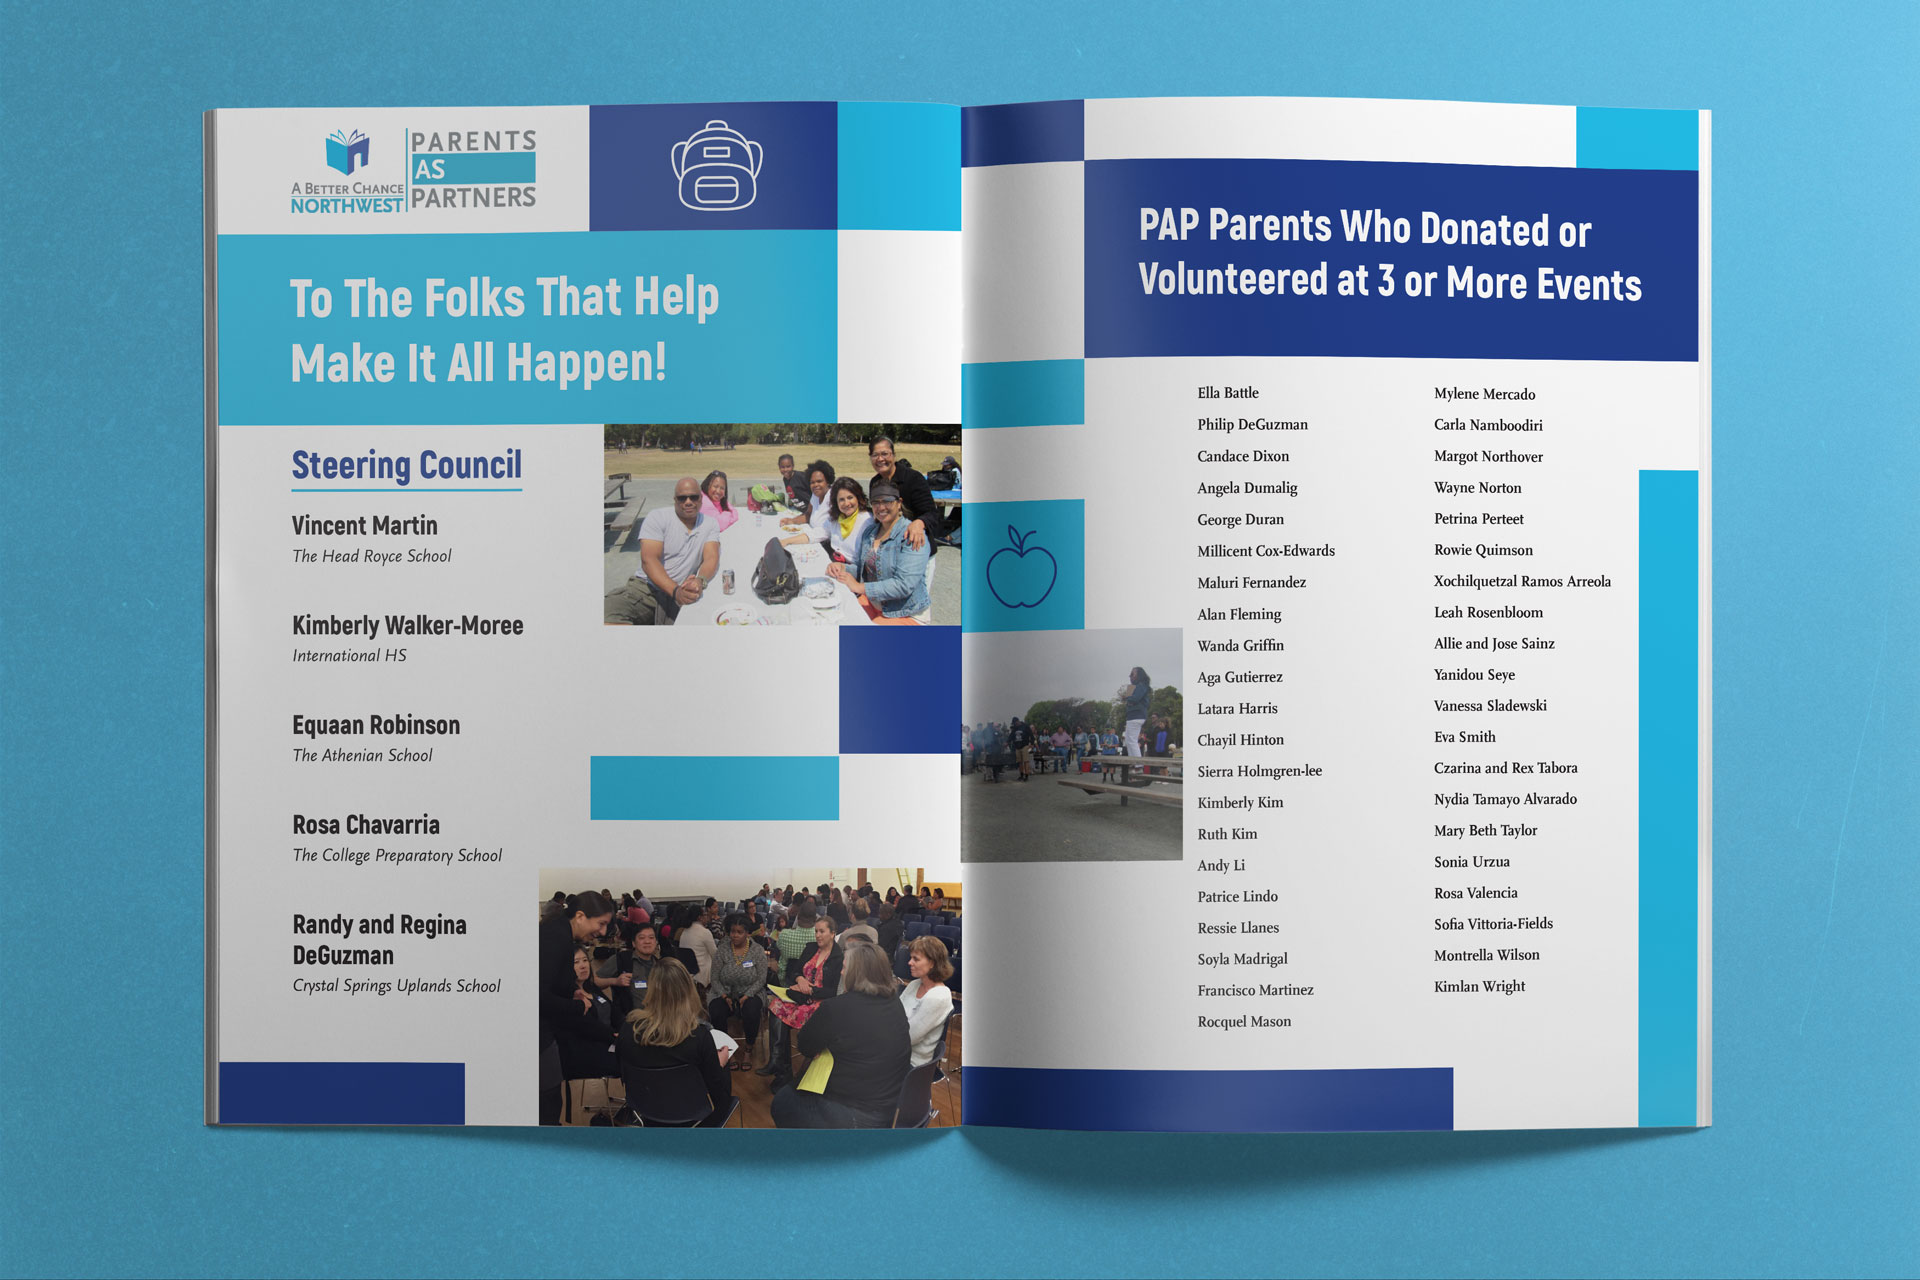 A BETTER CHANCE
NORTHWEST
PARENTS
AS
PARTNERS
To The Folks That Help
Make It All Happen!
Steering Council
Vincent Martin
The Head Royce School
Kimberly Walker-Moree
International HS
Equaan Robinson
The Athenian School
Rosa Chavarria
The College Preparatory School
Randy and Regina
DeGuzman
Crystal Springs Uplands School
PAP Parents Who Donated or
Volunteered at 3 or More Events
Ella Battle
Philip DeGuzman
Candace Dixon
Angela Dumalig
George Duran
Millicent Cox-Edwards
Maluri Fernandez
Alan Fleming
Wanda Griffin
Aga Gutierrez
Latara Harris
Chayil Hinton
Sierra Holmgren-lee
Kimberly Kim
Ruth Kim
Andy Li
Patrice Lindo
Ressie Llanes
Soyla Madrigal
Francisco Martinez
Rocquel Mason
Mylene Mercado
Carla Namboodiri
Margot Northover
Wayne Norton
Petrina Perteet
Rowie Quimson
Xochilquetzal Ramos Arreola
Leah Rosenbloom
Allie and Jose Sainz
Yanidou Seye
Vanessa Sladewski
Eva Smith
Czarina and Rex Tabora
Nydia Tamayo Alvarado
Mary Beth Taylor
Sonia Urzua
Rosa Valencia
Sofia Vittoria-Fields
Montrella Wilson
Kimlan Wright